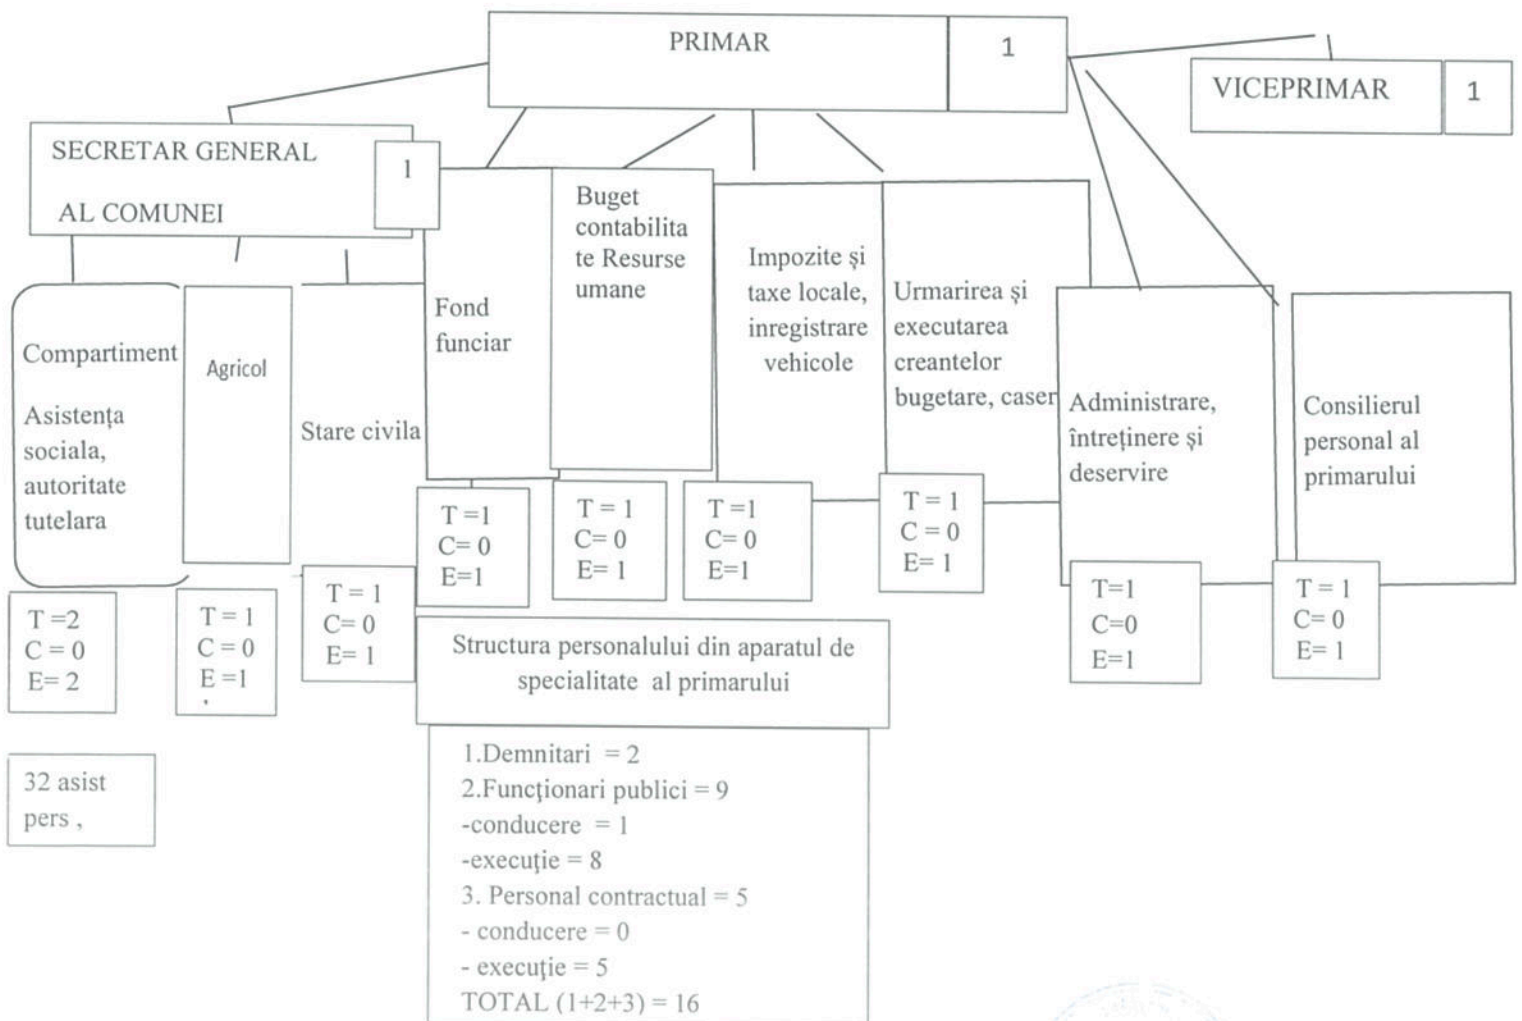 PRIMAR
1
VICEPRIMAR
1
SECRETAR GENERAL
AL COMUNEI
1
Compartiment
Asistența
sociala,
autoritate
tutelara
Agricol
Stare civila
Fond
funciar
Buget
contabilita
te Resurse
umane
Impozite și
taxe locale,
inregistrare
vehicole
Urmarirea și
executarea
creantelor
bugetare, caser
Administrare,
întreținere și
deservire
Consilierul
personal al
primarului
T =2
C = 0
E= 2
T = 1
C = 0
E =1
T = 1
C= 0
E= 1
T =1
C= 0
E=1
T = 1
C= 0
E= 1
T =1
C= 0
E=1
T = 1
C = 0
E= 1
T=1
C=0
E=1
T = 1
C= 0
E= 1
32 asist
pers ,
Structura personalului din aparatul de
specialitate al primarului
1.Demnitari = 2
2.Funcționari publici = 9
-conducere = 1
-execuție = 8
3. Personal contractual = 5
- conducere = 0
- execuție = 5
TOTAL (1+2+3) = 16